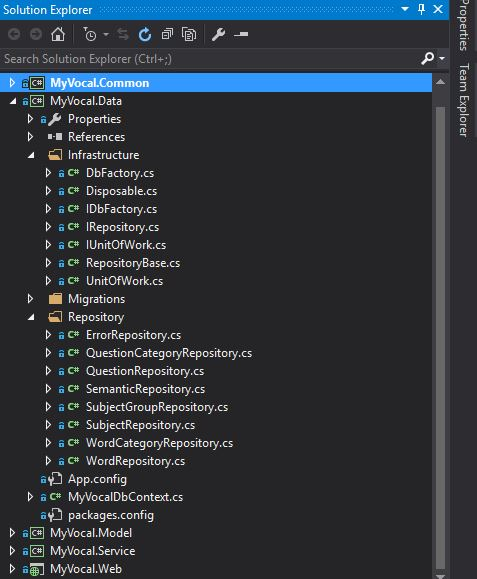 Solution Explorer
Search Solution Explorer (Ctrl+;)
MyVocal.Common
MyVocal.Data
Properties
References
Infrastructure
DbFactory.cs
Disposable.cs
IDbFactory.cs
IRepository.cs
IUnitOfWork.cs
RepositoryBase.cs
UnitOfWork.cs
Migrations
Repository
ErrorRepository.cs
QuestionCategoryRepository.cs
QuestionRepository.cs
SemanticRepository.cs
SubjectGroupRepository.cs
SubjectRepository.cs
WordCategoryRepository.cs
WordRepository.cs
App.config
MyVocalDbContext.cs
packages.config
MyVocal.Model
MyVocal.Service
MyVocal.Web
Properties
Team Explorer